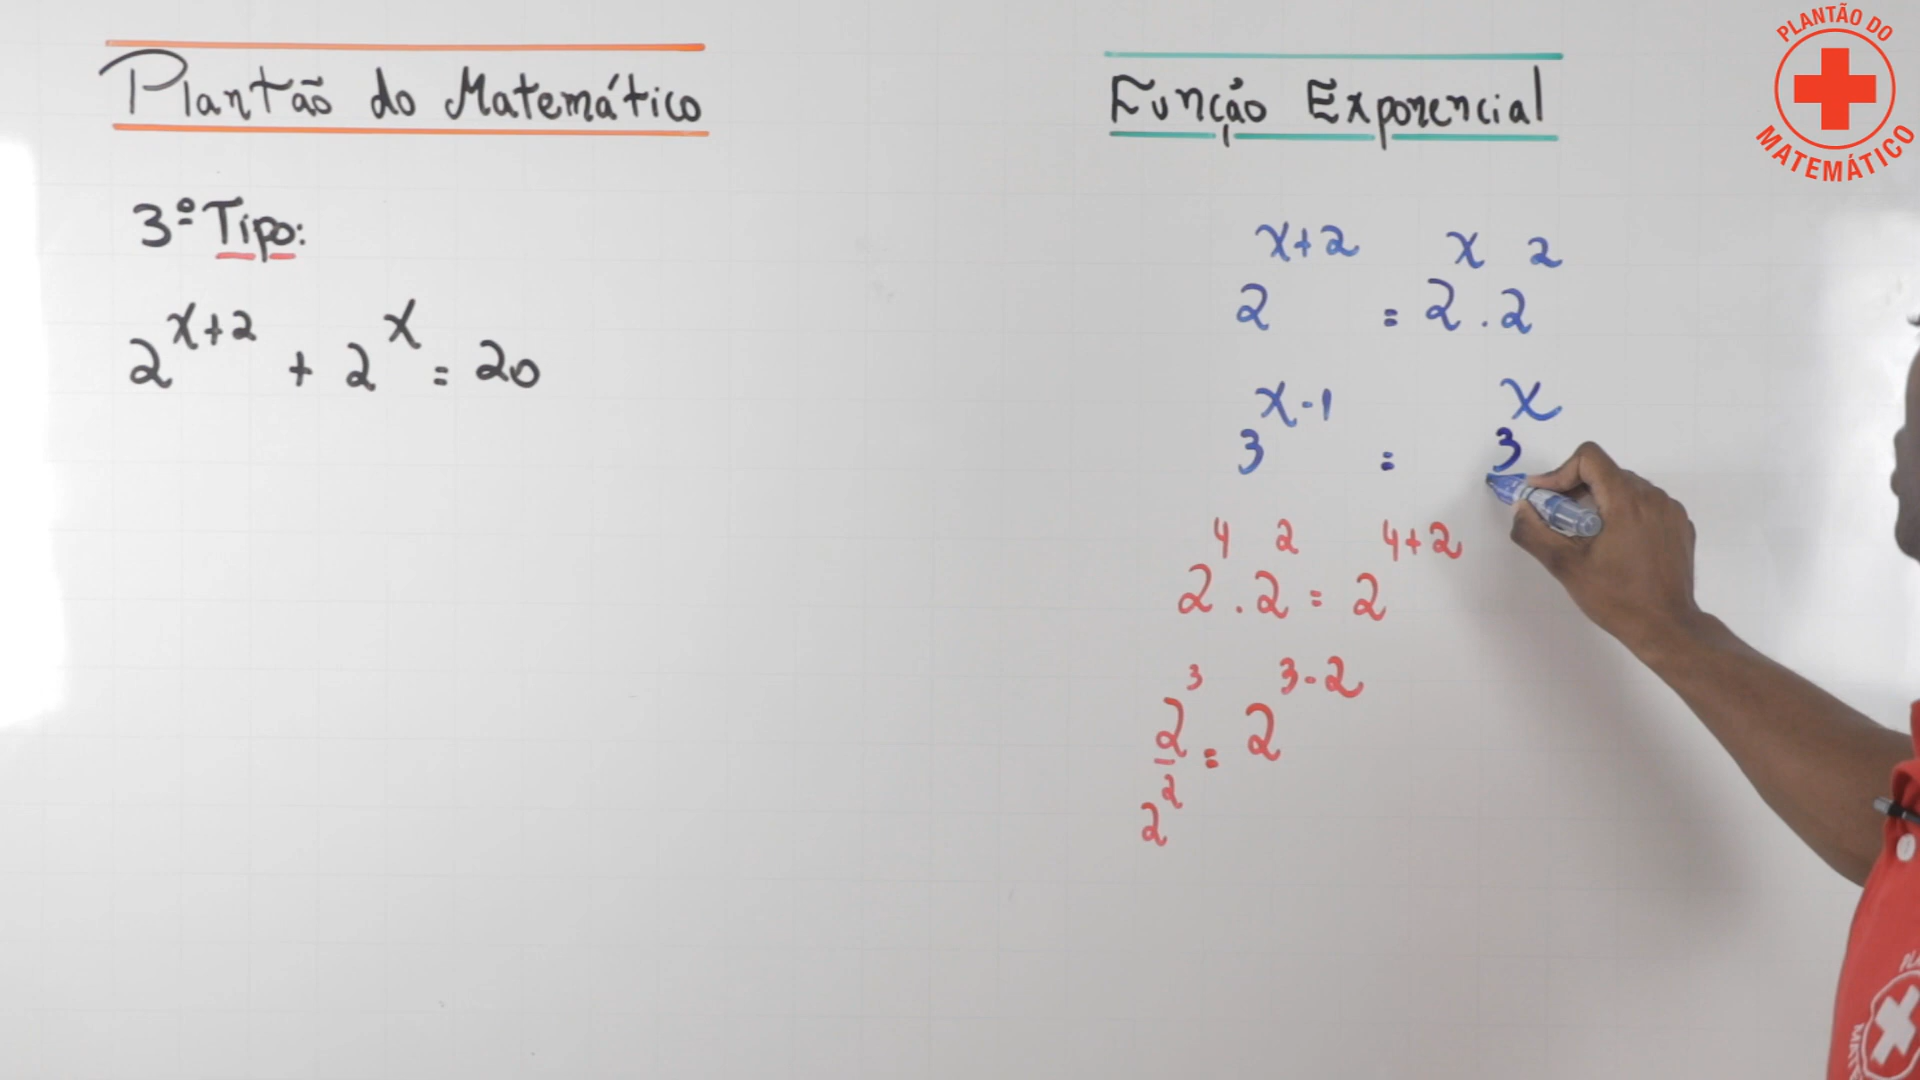 Plantão do Matemático
3º Tipo:
2^{x+2} + 2^x = 20
Função Exponencial
2^{x+2} = 2^x . 2^2
3^{x-1} = 3^x
2^4 . 2^2 = 2^{4+2}
2^3/2^2 = 2^{3-2}
PLANTÃO DO
MATEMÁTICO